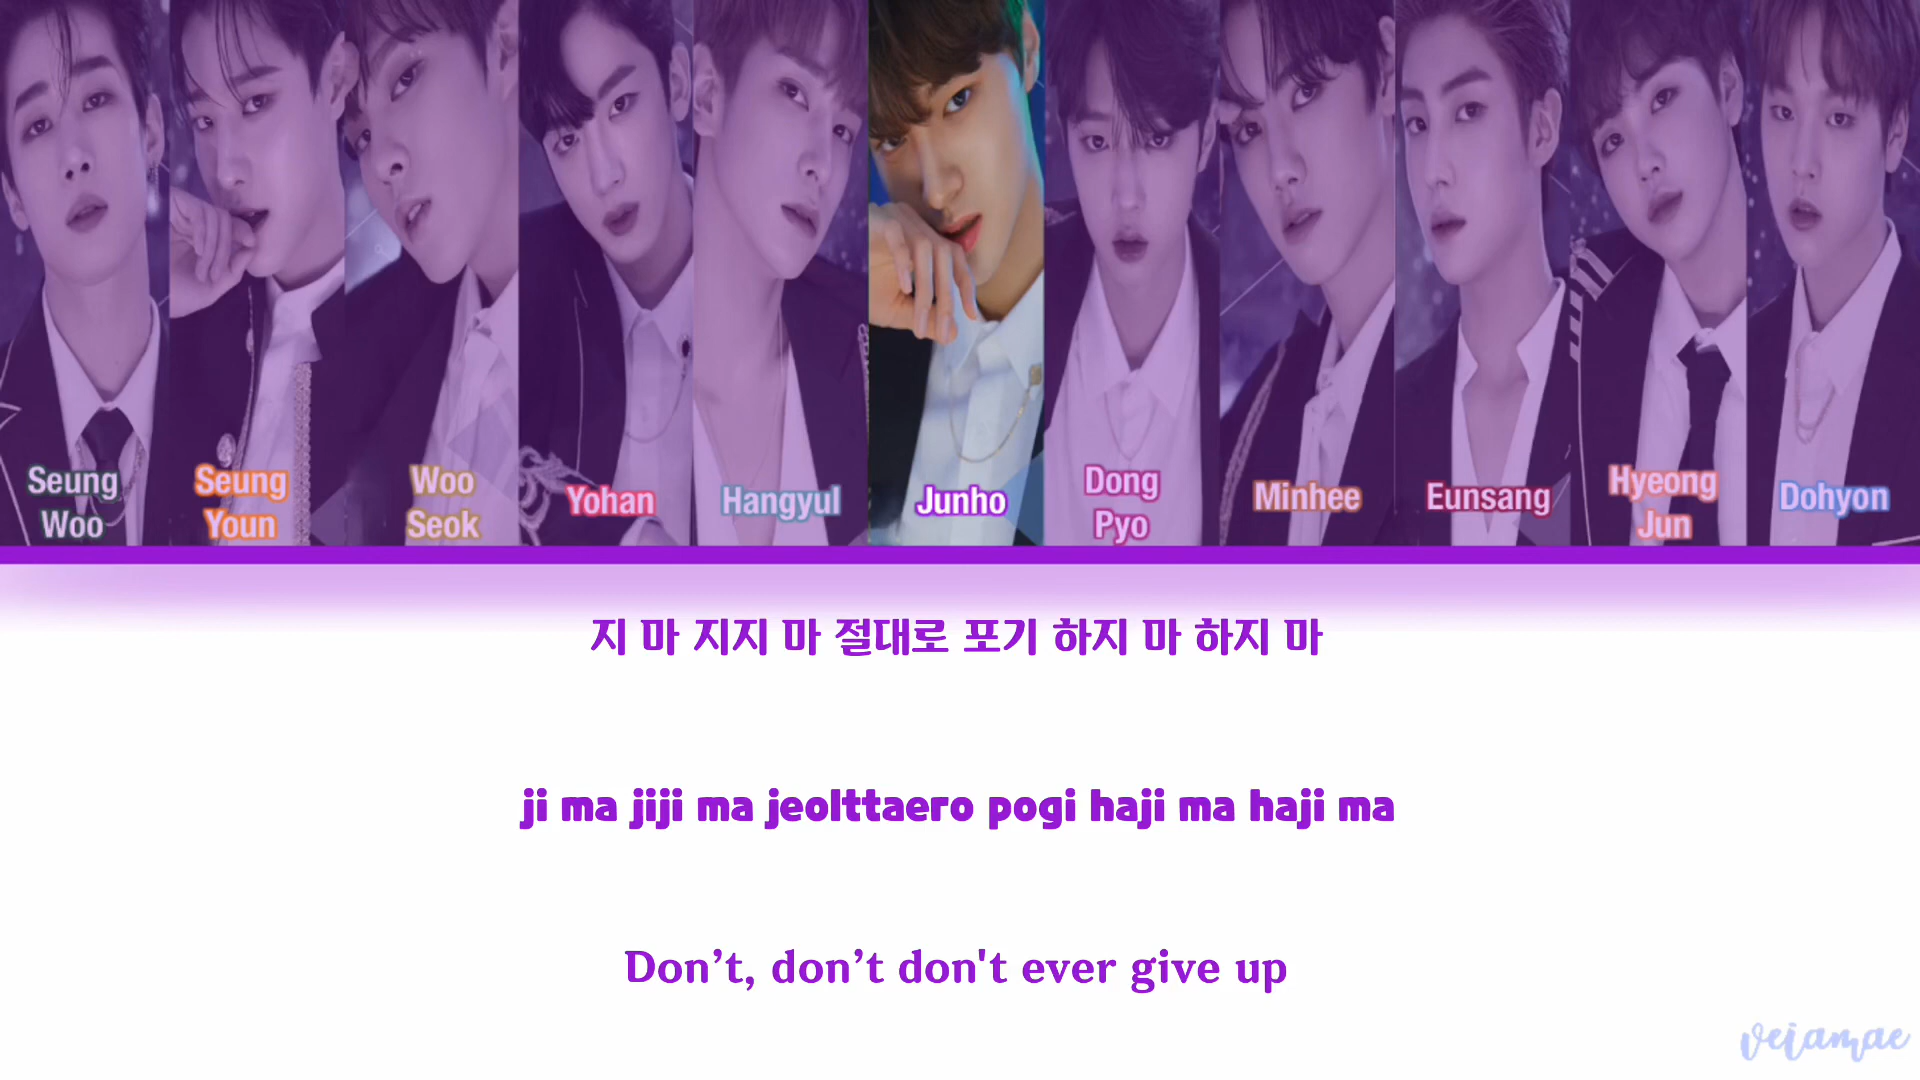 Seung
Woo
Seung
Youn
Woo
Seok
Yohan
Hangyul
Junho
Dong
Pyo
Minhee
Eunsang
Hyeong
Jun
Dohyon
지 마 지지 마 절대로 포기 하지 마 하지 마
ji ma jiji ma jeolttaero pogi haji ma haji ma
Don’t, don’t don't ever give up
veiamae